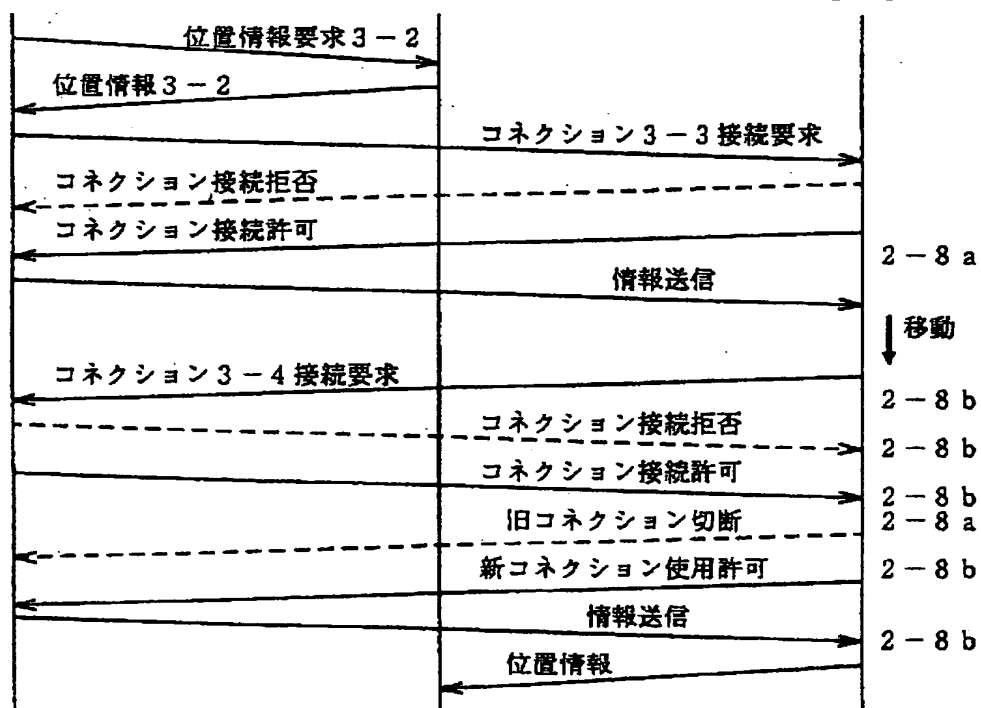 位置情報要求3－2
位置情報3－2
コネクション3－3接続要求
コネクション接続拒否
コネクション接続許可
2－8a
情報送信
移動
コネクション3－4接続要求
2－8b
コネクション接続拒否
2－8b
コネクション接続許可
2－8b
旧コネクション切断
2－8a
新コネクション使用許可
2－8b
情報送信
2－8b
位置情報